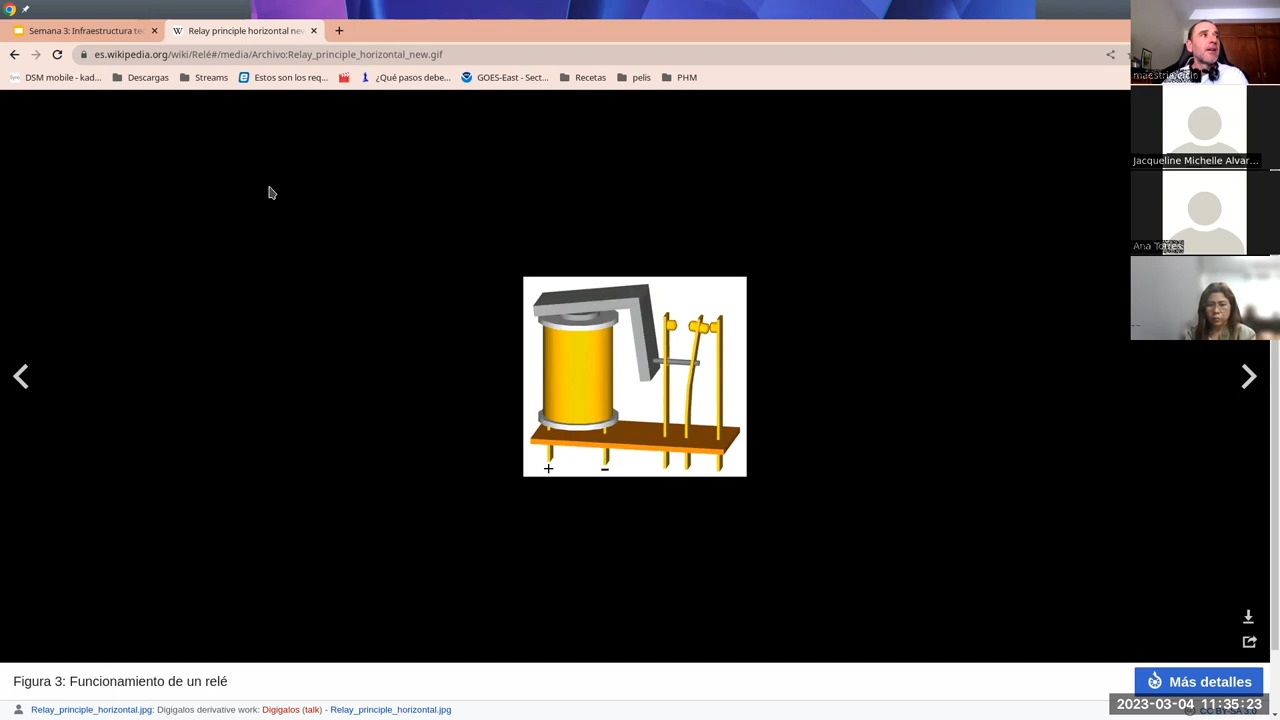 Semana 3: Infraestructura te
Relay principle horizontal new
es.wikipedia.org/wiki/Relé#/media/Archivo:Relay_principle_horizontal_new.gif
DSM mobile - kad...
Descargas
Streams
Estos son los req...
¿Qué pasos debe...
GOES-East - Sect...
Recetas
pelis
PHM
Jacqueline Michelle Alvar...
Ana Torres
+ -
Figura 3: Funcionamiento de un relé
Más detalles
Relay_principle_horizontal.jpg: Digigalos derivative work: Digigalos (talk) - Relay_principle_horizontal.jpg
2023-03-04 11:35:23